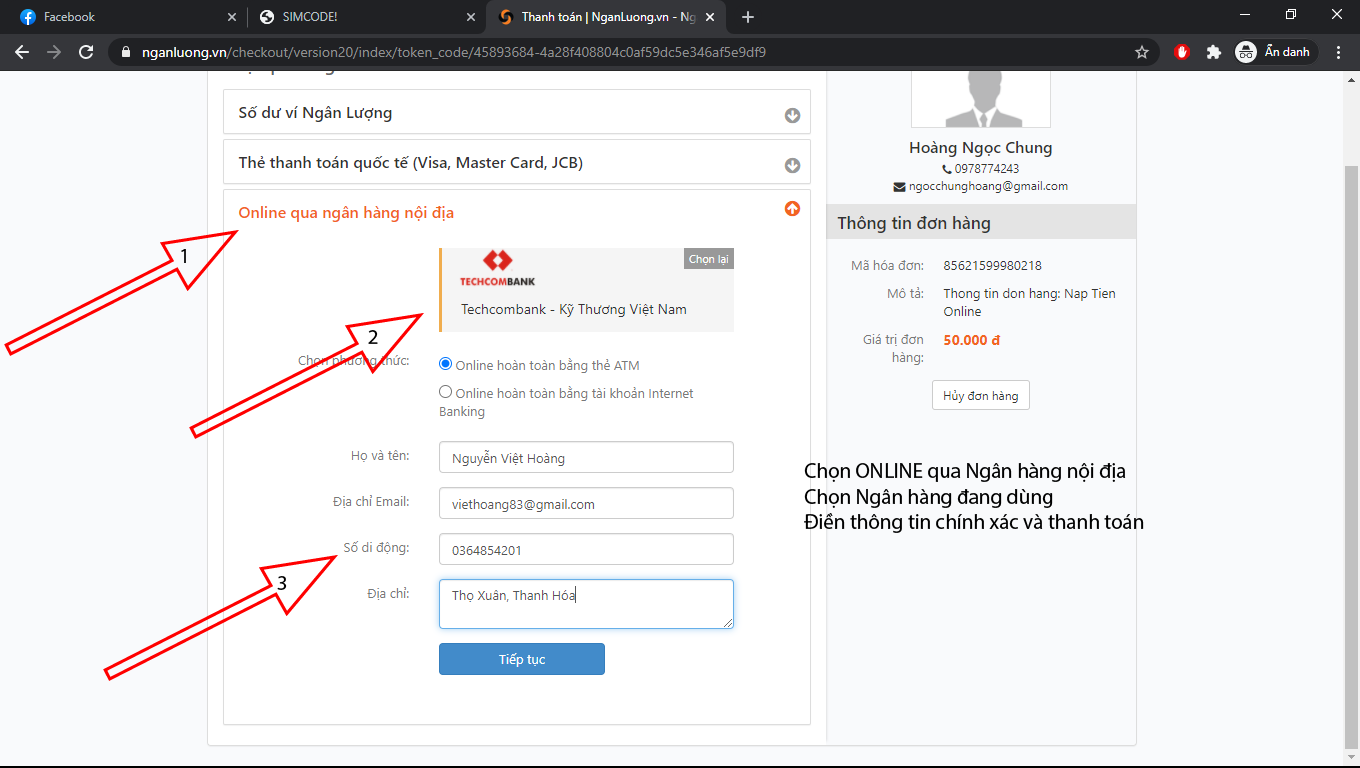 Facebook
SIMCODE!
Thanh toán | NganLuong.vn - Ng
nganluong.vn/checkout/version20/index/token_code/45893684-4a28f408804c0af59dc5e346af5e9df9
Ẩn danh
Số dư ví Ngân Lượng
Thẻ thanh toán quốc tế (Visa, Master Card, JCB)
Online qua ngân hàng nội địa
1
TECHCOMBANK
Chọn lại
Techcombank - Kỹ Thương Việt Nam
2
Chọn phương thức:
Online hoàn toàn bằng thẻ ATM
Online hoàn toàn bằng tài khoản Internet
Banking
Họ và tên:
Nguyễn Việt Hoàng
Địa chỉ Email:
viethoang83@gmail.com
Số di động:
0364854201
3
Địa chỉ:
Thọ Xuân, Thanh Hóa
Tiếp tục
Hoàng Ngọc Chung
0978774243
ngocchunghoang@gmail.com
Thông tin đơn hàng
Mã hóa đơn:
85621599980218
Mô tả:
Thong tin don hang: Nap Tien
Online
Giá trị đơn
hàng:
50.000 đ
Hủy đơn hàng
Chọn ONLINE qua Ngân hàng nội địa
Chọn Ngân hàng đang dùng
Điền thông tin chính xác và thanh toán